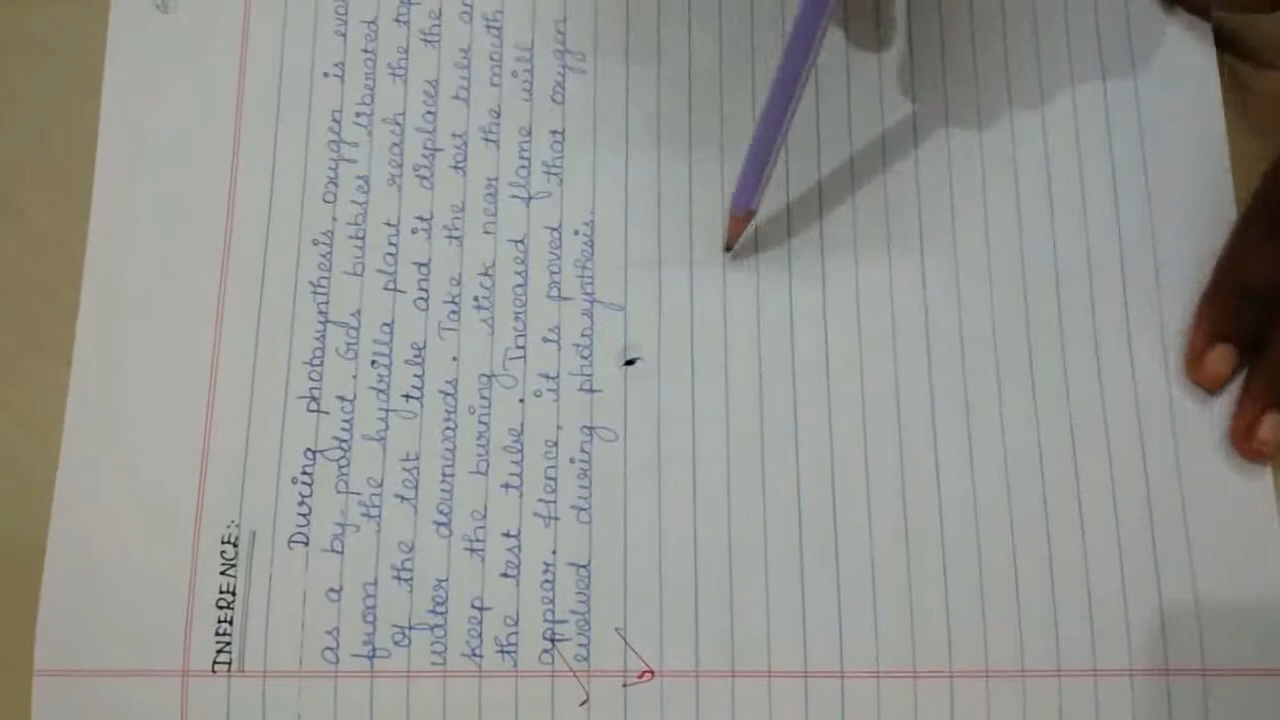 INFERENCE:-
During photosynthesis, oxygen is
as a by-product. Gas bubbles liberated
from the hydrilla plant reach the top
of the test tube and it displaces the
water downwards. Take the test tube
keep the burning stick near the mouth
the test tube. Increased flame will
appear. Hence, it is proved that oxygen
evolved during photosynthesis.